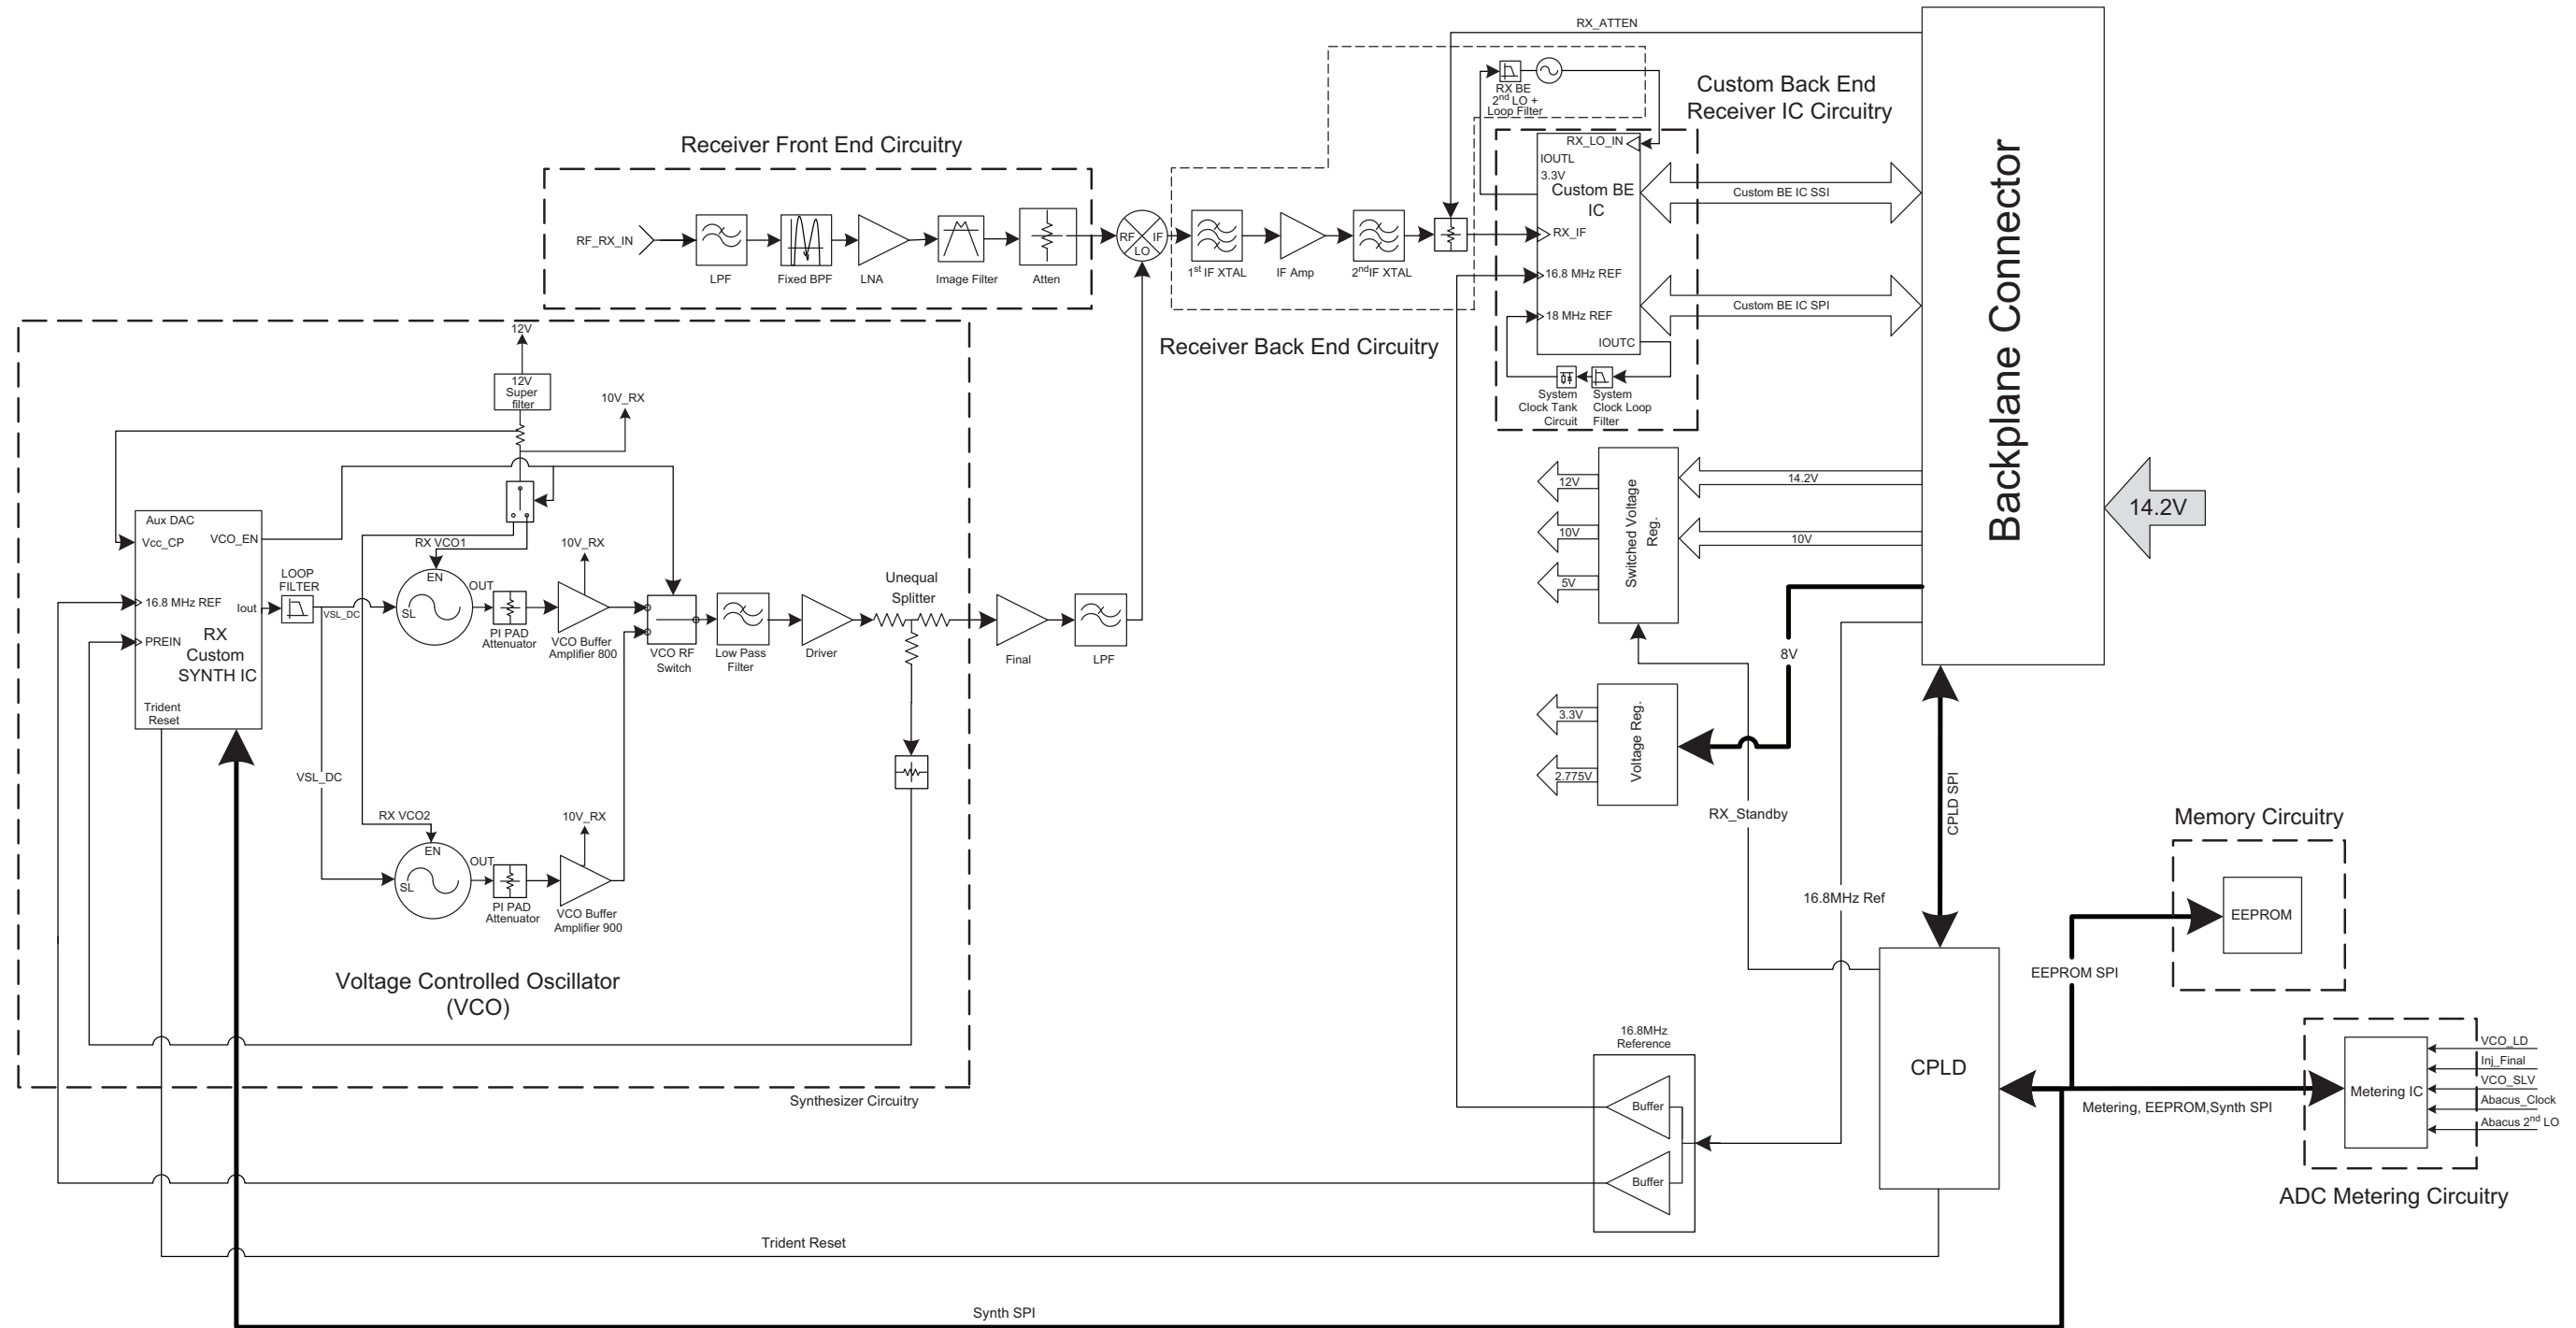 RX_ATTEN
RX BE
2nd LO +
Loop Filter
Custom Back End
Receiver IC Circuitry
Receiver Front End Circuitry
RF_RX_IN
LPF
Fixed BPF
LNA
Image Filter
Atten
RF
IF
LO
1st IF XTAL
IF Amp
2ndIF XTAL
Receiver Back End Circuitry
RX_LO_IN
IOUTL
3.3V
Custom BE
IC
RX_IF
16.8 MHz REF
18 MHz REF
IOUTC
System
Clock Tank
Circuit
System
Clock Loop
Filter
Custom BE IC SSI
Custom BE IC SPI
Backplane Connector
14.2V
12V
12V
Super
filter
10V_RX
Aux DAC
Vcc_CP
VCO_EN
16.8 MHz REF
Iout
PREIN
RX
Custom
SYNTH IC
Trident
Reset
LOOP
FILTER
VSL_DC
RX VCO1
EN
SL
OUT
PI PAD
Attenuator
10V_RX
VCO Buffer
Amplifier 800
VCO RF
Switch
Low Pass
Filter
Driver
Unequal
Splitter
Final
LPF
VSL_DC
RX VCO2
EN
SL
OUT
PI PAD
Attenuator
10V_RX
VCO Buffer
Amplifier 900
Voltage Controlled Oscillator
(VCO)
Synthesizer Circuitry
12V
10V
5V
Switched Voltage
Reg.
14.2V
10V
8V
3.3V
2.775V
Voltage Reg.
RX_Standby
16.8MHz Ref
CPLD SPI
Memory Circuitry
EEPROM
EEPROM SPI
16.8MHz
Reference
Buffer
Buffer
CPLD
Metering, EEPROM,Synth SPI
Metering IC
VCO_LD
Inj_Final
VCO_SLV
Abacus_Clock
Abacus 2nd LO
ADC Metering Circuitry
Trident Reset
Synth SPI